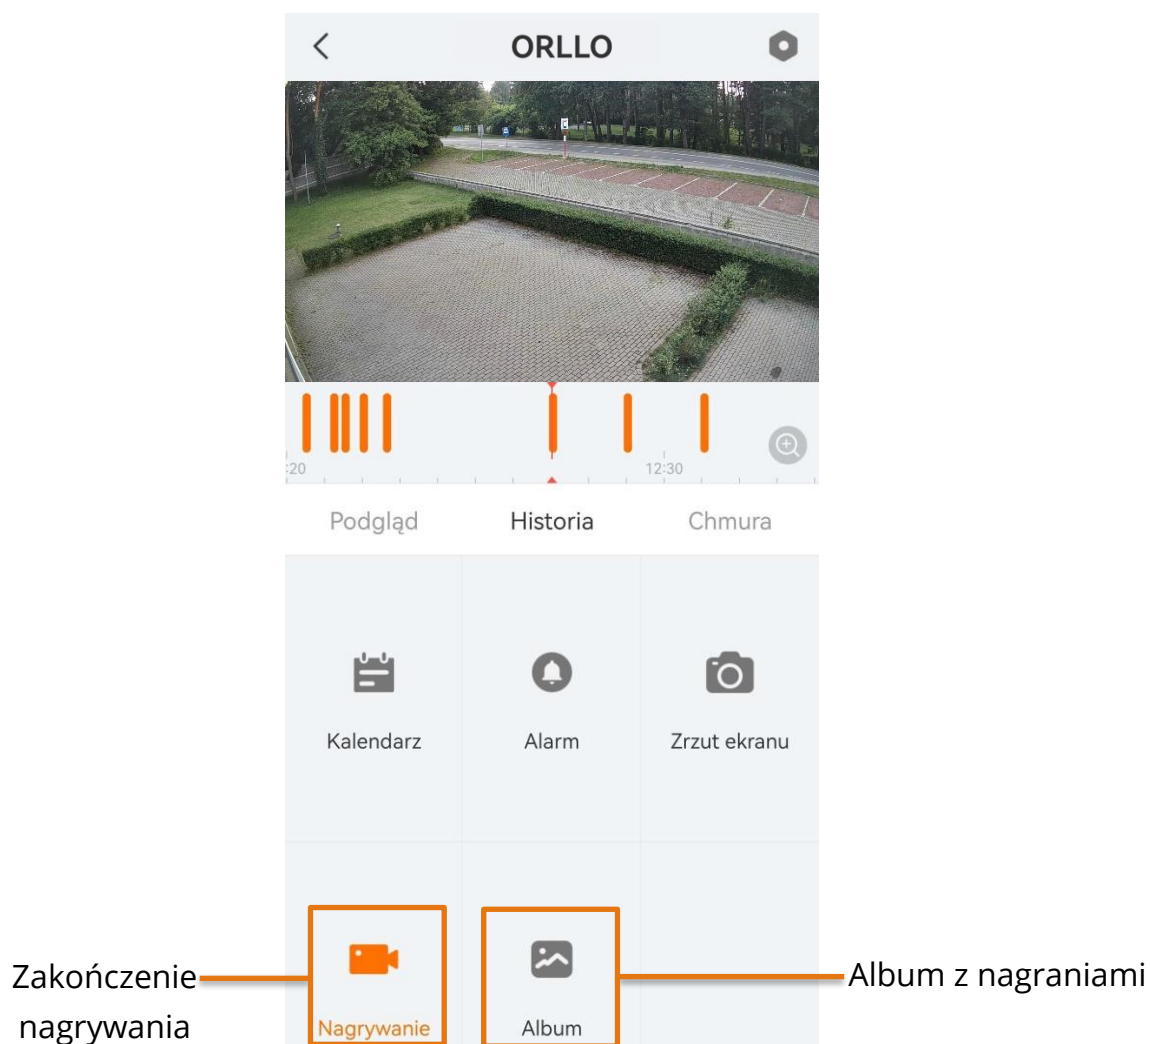 ORLLO
:20
12:30
Podgląd Historia Chmura
Kalendarz Alarm Zrzut ekranu
Zakończenie
nagrywania
Nagrywanie Album
Album z nagraniami